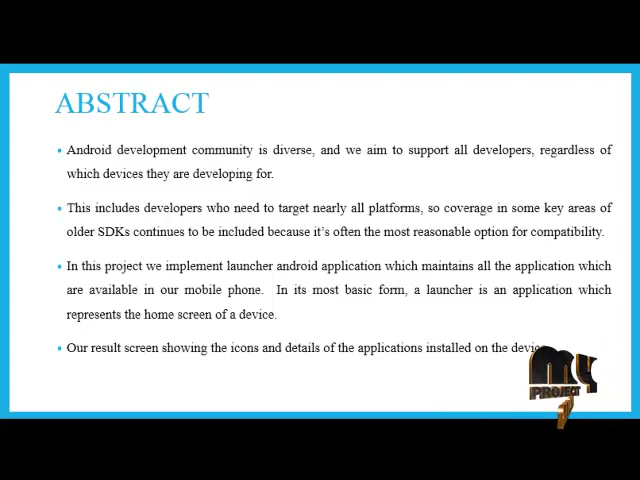 ABSTRACT
• Android development community is diverse, and we aim to support all developers, regardless of
which devices they are developing for.
• This includes developers who need to target nearly all platforms, so coverage in some key areas of
older SDKs continues to be included because it’s often the most reasonable option for compatibility.
• In this project we implement launcher android application which maintains all the application which
are available in our mobile phone. In its most basic form, a launcher is an application which
represents the home screen of a device.
• Our result screen showing the icons and details of the applications installed on the device
my
PROJECT